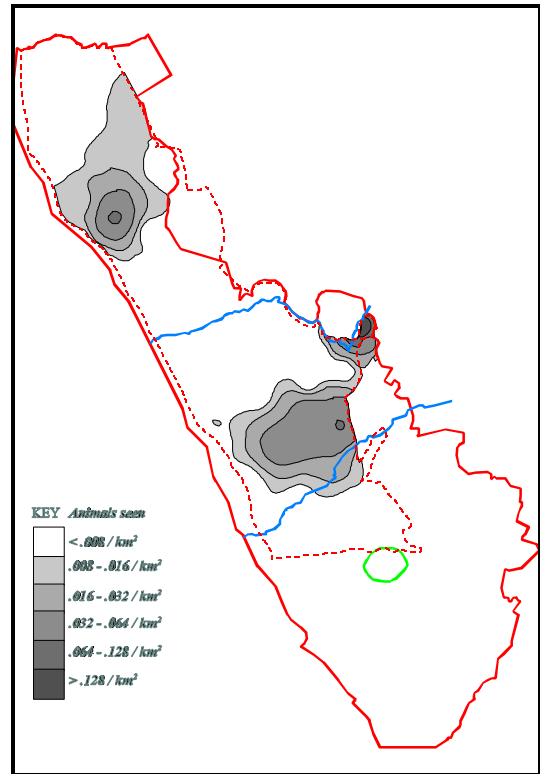 KEY Animals seen
< .008 / km²
.008 - .016 / km²
.016 - .032 / km²
.032 - .064 / km²
.064 - .128 / km²
> .128 / km²